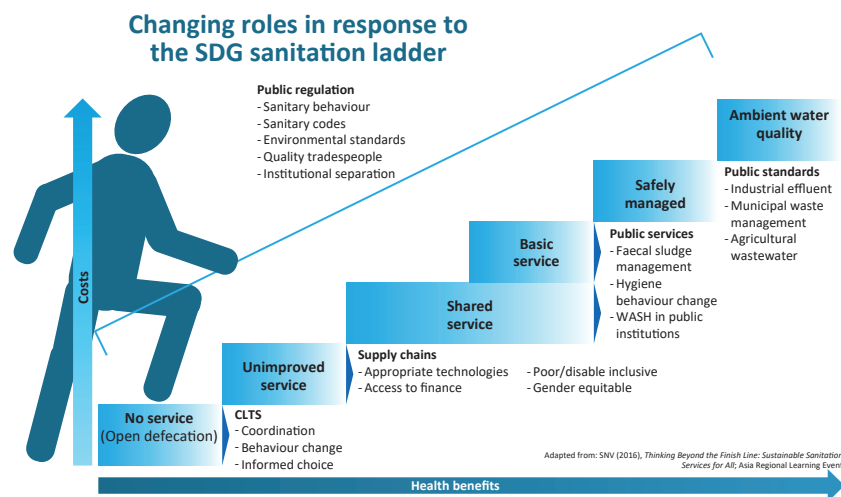 Changing roles in response to
the SDG sanitation ladder
Public regulation
- Sanitary behaviour
- Sanitary codes
- Environmental standards
- Quality tradespeople
- Institutional separation
Costs
Ambient water
quality
Public standards
- Industrial effluent
- Municipal waste
management
- Agricultural
wastewater
Safely
managed
Public services
- Faecal sludge
management
- Hygiene
behaviour change
- WASH in public
institutions
Basic
service
Shared
service
Supply chains
- Appropriate technologies
- Access to finance
- Poor/disable inclusive
- Gender equitable
Unimproved
service
CLTS
- Coordination
- Behaviour change
- Informed choice
No service
(Open defecation)
Adapted from: SNV (2016), Thinking Beyond the Finish Line: Sustainable Sanitation
Services for All; Asia Regional Learning Event
Health benefits